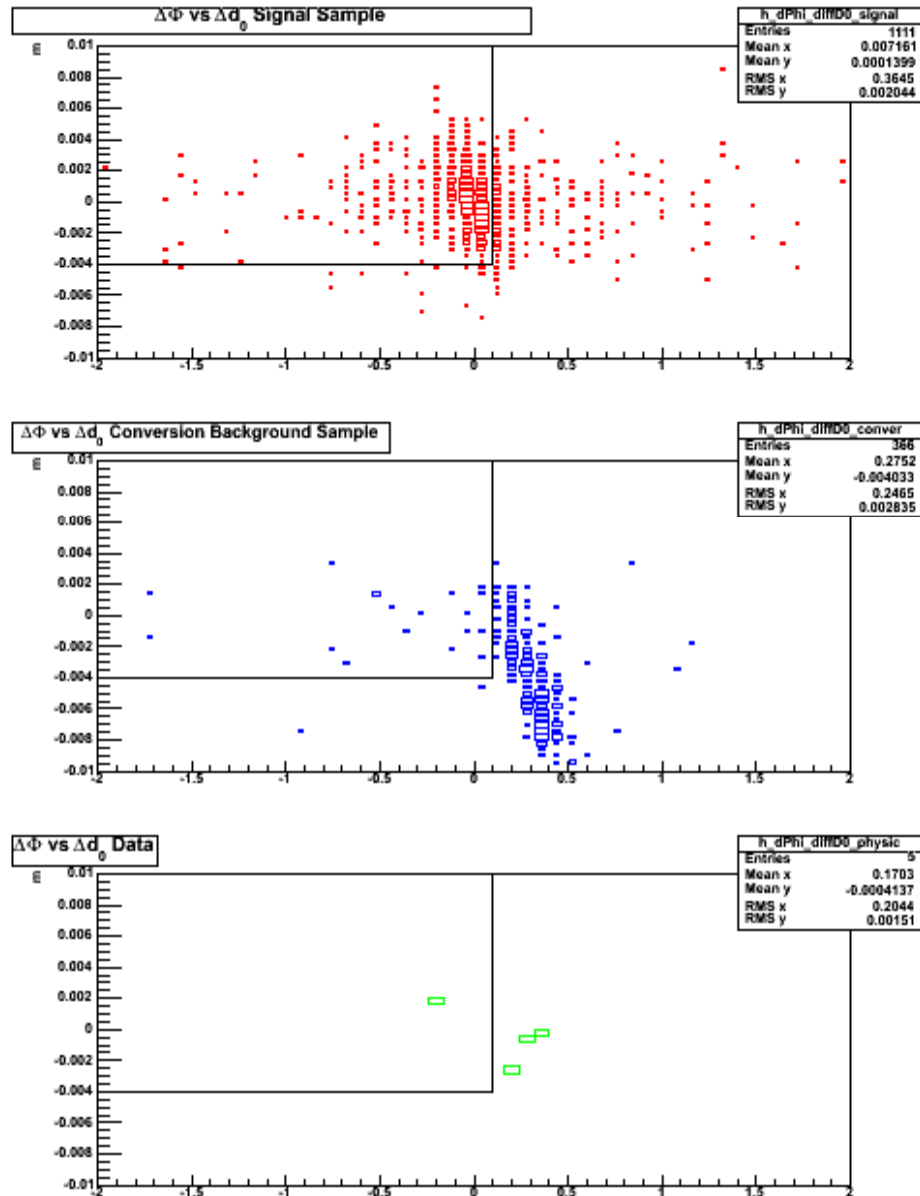 ΔΦ vs Δd0 Signal Sample
h_dPhi_diffD0_signal
Entries 1111
Mean x 0.007161
Mean y 0.0001399
RMS x 0.3645
RMS y 0.002044
m
0.01
0.008
0.006
0.004
0.002
0
-0.002
-0.004
-0.006
-0.008
-0.01
-2 -1.5 -1 -0.5 0 0.5 1 1.5 2
ΔΦ vs Δd0 Conversion Background Sample
h_dPhi_diffD0_conver
Entries 366
Mean x 0.2752
Mean y -0.004033
RMS x 0.2465
RMS y 0.002835
m
0.01
0.008
0.006
0.004
0.002
0
-0.002
-0.004
-0.006
-0.008
-0.01
-2 -1.5 -1 -0.5 0 0.5 1 1.5 2
ΔΦ vs Δd0 Data
h_dPhi_diffD0_physic
Entries 5
Mean x 0.1703
Mean y -0.0004137
RMS x 0.2044
RMS y 0.00151
m
0.01
0.008
0.006
0.004
0.002
0
-0.002
-0.004
-0.006
-0.008
-0.01
-2 -1.5 -1 -0.5 0 0.5 1 1.5 2